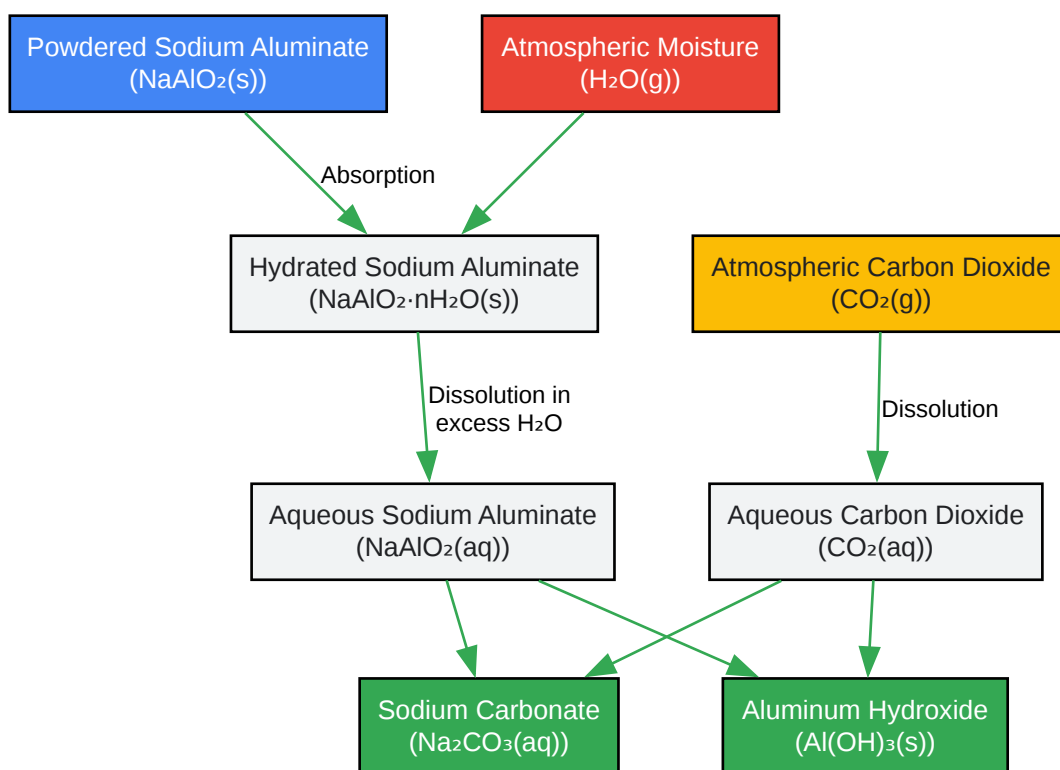 Powdered Sodium Aluminate
(NaAlO₂(s))
Atmospheric Moisture
(H₂O(g))
Absorption
Hydrated Sodium Aluminate
(NaAlO₂·nH₂O(s))
Atmospheric Carbon Dioxide
(CO₂(g))
Dissolution in
excess H₂O
Dissolution
Aqueous Sodium Aluminate
(NaAlO₂(aq))
Aqueous Carbon Dioxide
(CO₂(aq))
Sodium Carbonate
(Na₂CO₃(aq))
Aluminum Hydroxide
(Al(OH)₃(s))